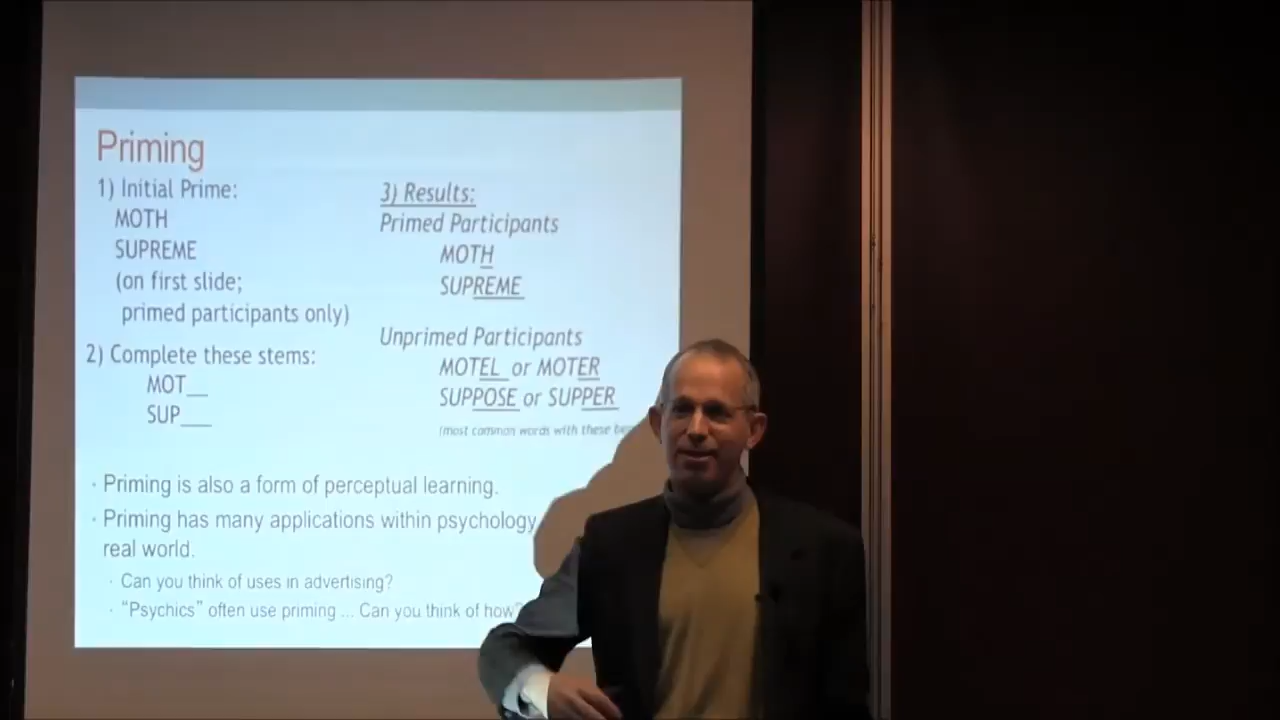 Priming
1) Initial Prime:
MOTH
SUPREME
(on first slide;
primed participants only)
2) Complete these stems:
MOT__
SUP___
3) Results:
Primed Participants
MOTH
SUPREME
Unprimed Participants
MOTEL or MOTER
SUPPOSE or SUPPER
(most common words with these
· Priming is also a form of perceptual learning.
· Priming has many applications within psychology
real world.
· Can you think of uses in advertising?
· “Psychics” often use priming ... Can you think of how?